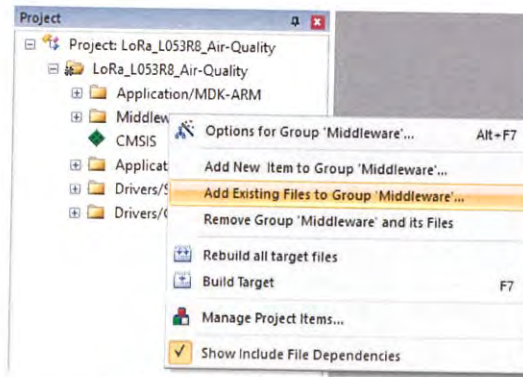 Project
Project: LoRa_L053R8_Air-Quality
LoRa_L053R8_Air-Quality
Application/MDK-ARM
Middlew
CMSIS
Applicat
Drivers/S
Drivers/C
Options for Group 'Middleware'... Alt+F7
Add New Item to Group 'Middleware'...
Add Existing Files to Group 'Middleware'...
Remove Group 'Middleware' and its Files
Rebuild all target files
Build Target F7
Manage Project Items...
Show Include File Dependencies